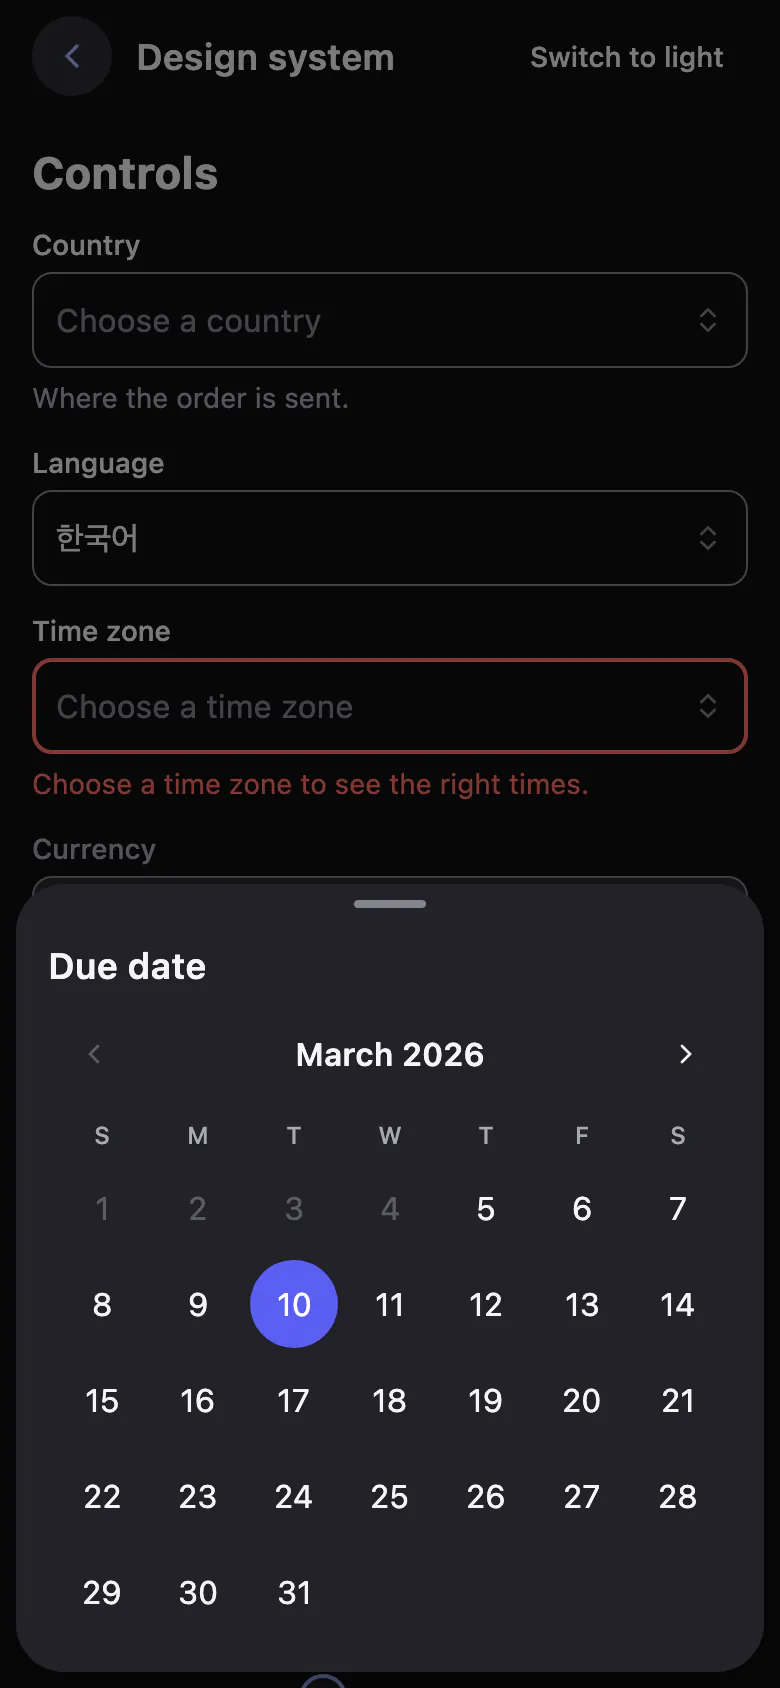 Design system
Switch to light
Controls
Country
Choose a country
Where the order is sent.
Language
한국어
Time zone
Choose a time zone
Choose a time zone to see the right times.
Currency
Due date
March 2026
S M T W T F S
1 2 3 4 5 6 7
8 9 10 11 12 13 14
15 16 17 18 19 20 21
22 23 24 25 26 27 28
29 30 31